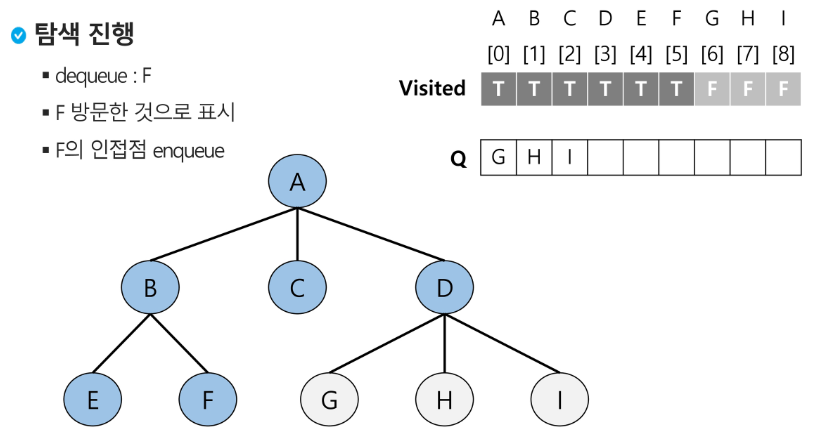 탐색 진행
▪ dequeue : F
▪ F 방문한 것으로 표시
▪ F의 인접점 enqueue
A B C D E F G H I
[0] [1] [2] [3] [4] [5] [6] [7] [8]
Visited T T T T T T F F F
Q G H I
A
B C D
E F G H I